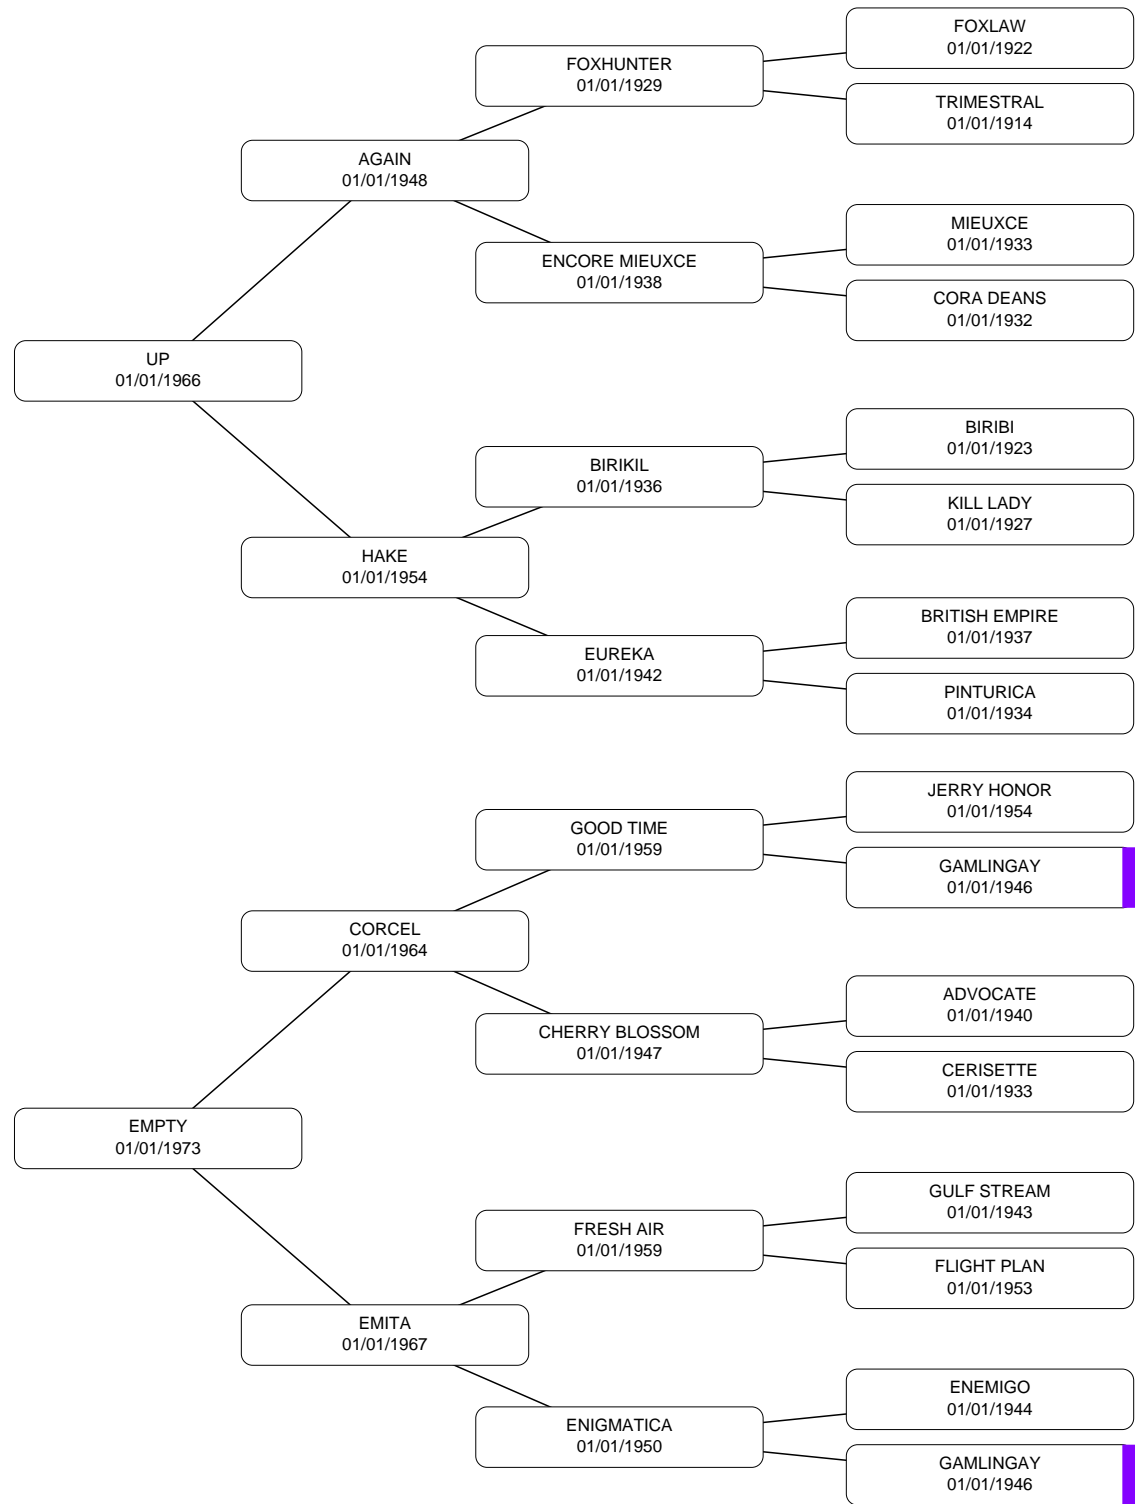 FOXLAW
01/01/1922
FOXHUNTER
01/01/1929
TRIMESTRAL
01/01/1914
AGAIN
01/01/1948
MIEUXCE
01/01/1933
ENCORE MIEUXCE
01/01/1938
CORA DEANS
01/01/1932
UP
01/01/1966
BIRIBI
01/01/1923
BIRIKIL
01/01/1936
KILL LADY
01/01/1927
HAKE
01/01/1954
BRITISH EMPIRE
01/01/1937
EUREKA
01/01/1942
PINTURICA
01/01/1934
JERRY HONOR
01/01/1954
GOOD TIME
01/01/1959
GAMLINGAY
01/01/1946
CORCEL
01/01/1964
ADVOCATE
01/01/1940
CHERRY BLOSSOM
01/01/1947
CERISETTE
01/01/1933
EMPTY
01/01/1973
GULF STREAM
01/01/1943
FRESH AIR
01/01/1959
FLIGHT PLAN
01/01/1953
EMITA
01/01/1967
ENEMIGO
01/01/1944
ENIGMATICA
01/01/1950
GAMLINGAY
01/01/1946